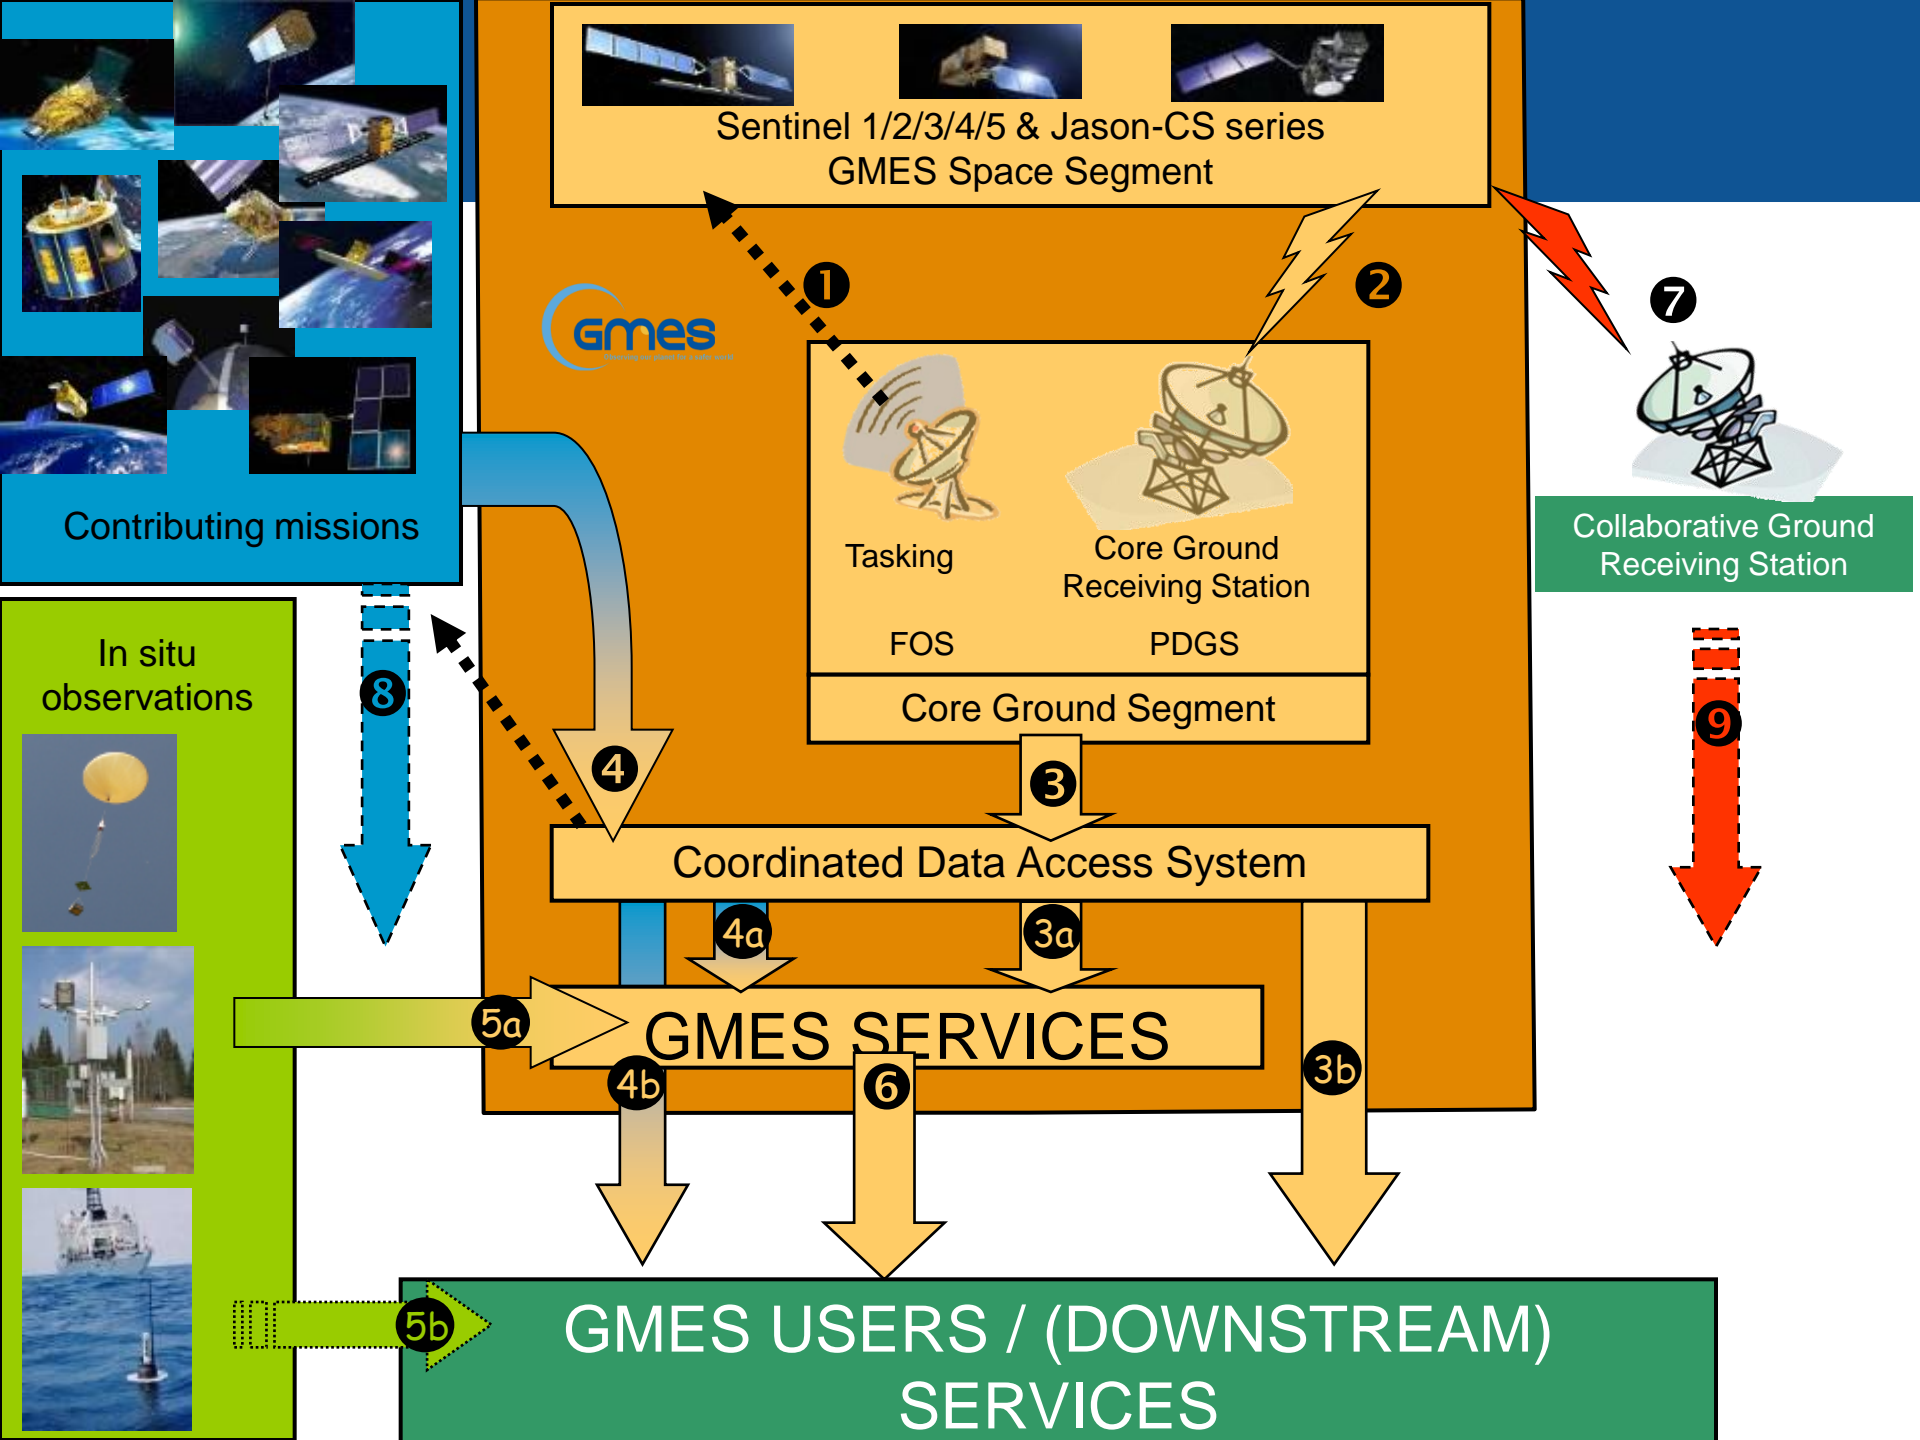 Sentinel 1/2/3/4/5 & Jason-CS series
GMES Space Segment
1
2
7
Gmes
Contributing missions
Tasking
Core Ground
Receiving Station
FOS
PDGS
Core Ground Segment
Collaborative Ground
Receiving Station
In situ
observations
8
9
4
3
Coordinated Data Access System
4a
3a
5a
GMES SERVICES
4b
6
3b
5b
GMES USERS / (DOWNSTREAM)
SERVICES